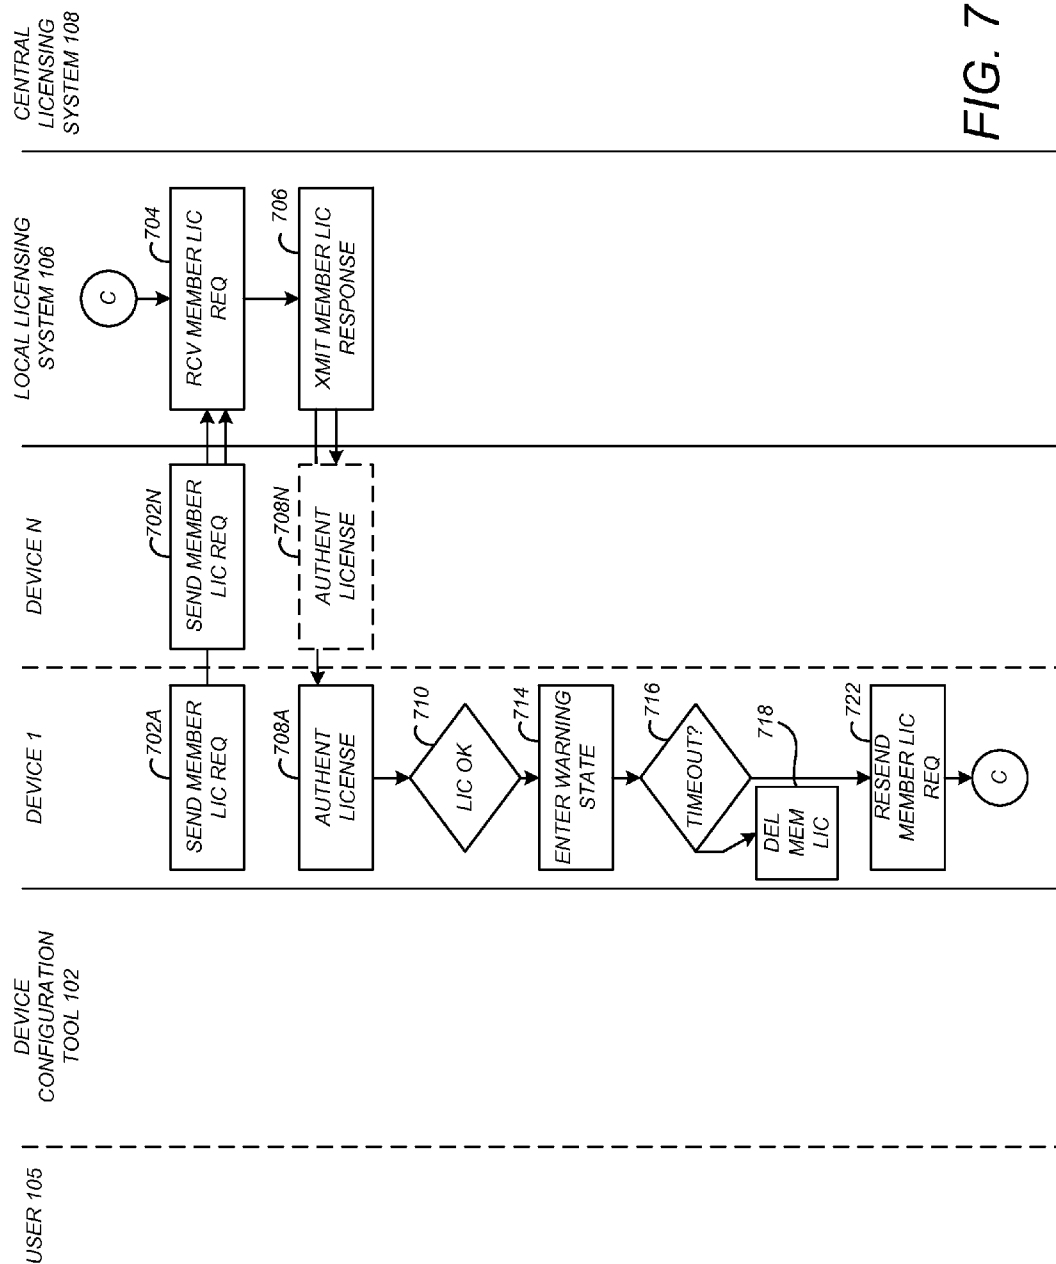 USER 105
DEVICE
CONFIGURATION
TOOL 102
DEVICE 1
DEVICE N
LOCAL LICENSING
SYSTEM 106
CENTRAL
LICENSING
SYSTEM 108
C
702A
SEND MEMBER
LIC REQ
702N
SEND MEMBER
LIC REQ
704
RCV MEMBER LIC
REQ
708A
AUTHENT
LICENSE
708N
AUTHENT
LICENSE
706
XMIT MEMBER LIC
RESPONSE
710
LIC OK
714
ENTER WARNING
STATE
716
TIMEOUT?
718
DEL
MEM
LIC
722
RESEND
MEMBER LIC
REQ
C
FIG. 7